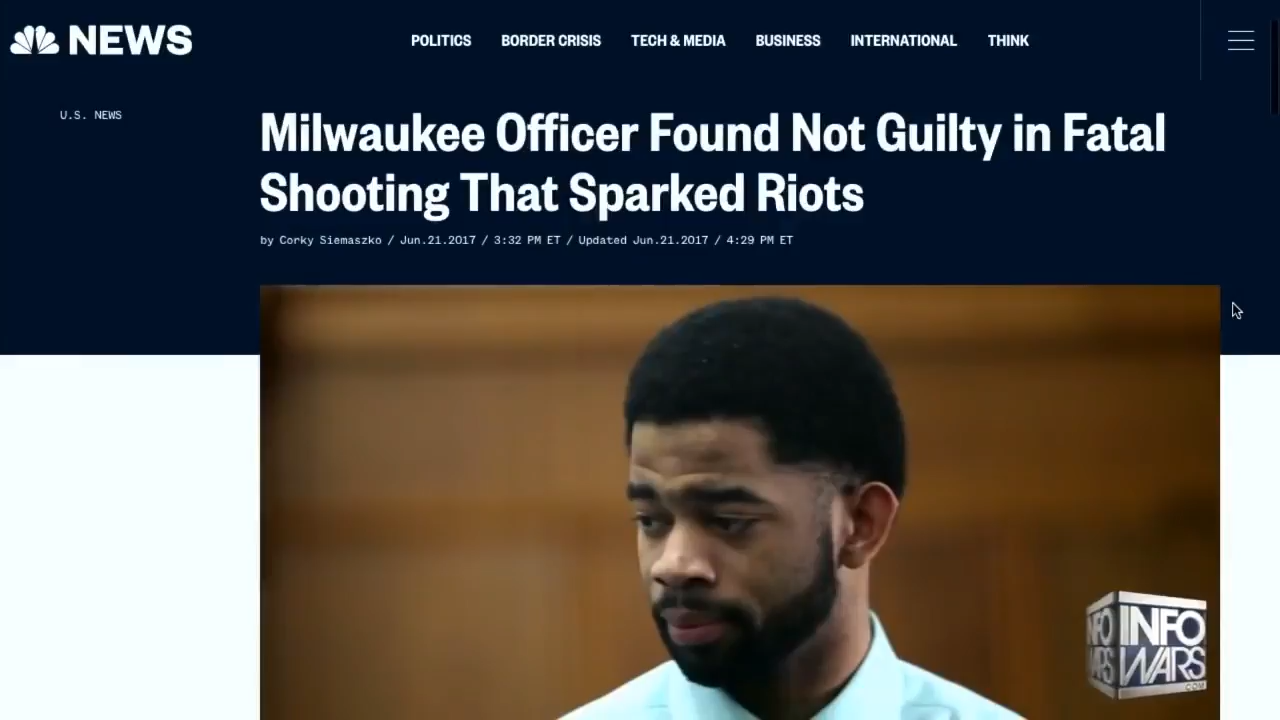 NEWS
POLITICS BORDER CRISIS TECH & MEDIA BUSINESS INTERNATIONAL THINK
U.S. NEWS
Milwaukee Officer Found Not Guilty in Fatal
Shooting That Sparked Riots
by Corky Siemaszko / Jun.21.2017 / 3:32 PM ET / Updated Jun.21.2017 / 4:29 PM ET
INFO
WARS
.COM